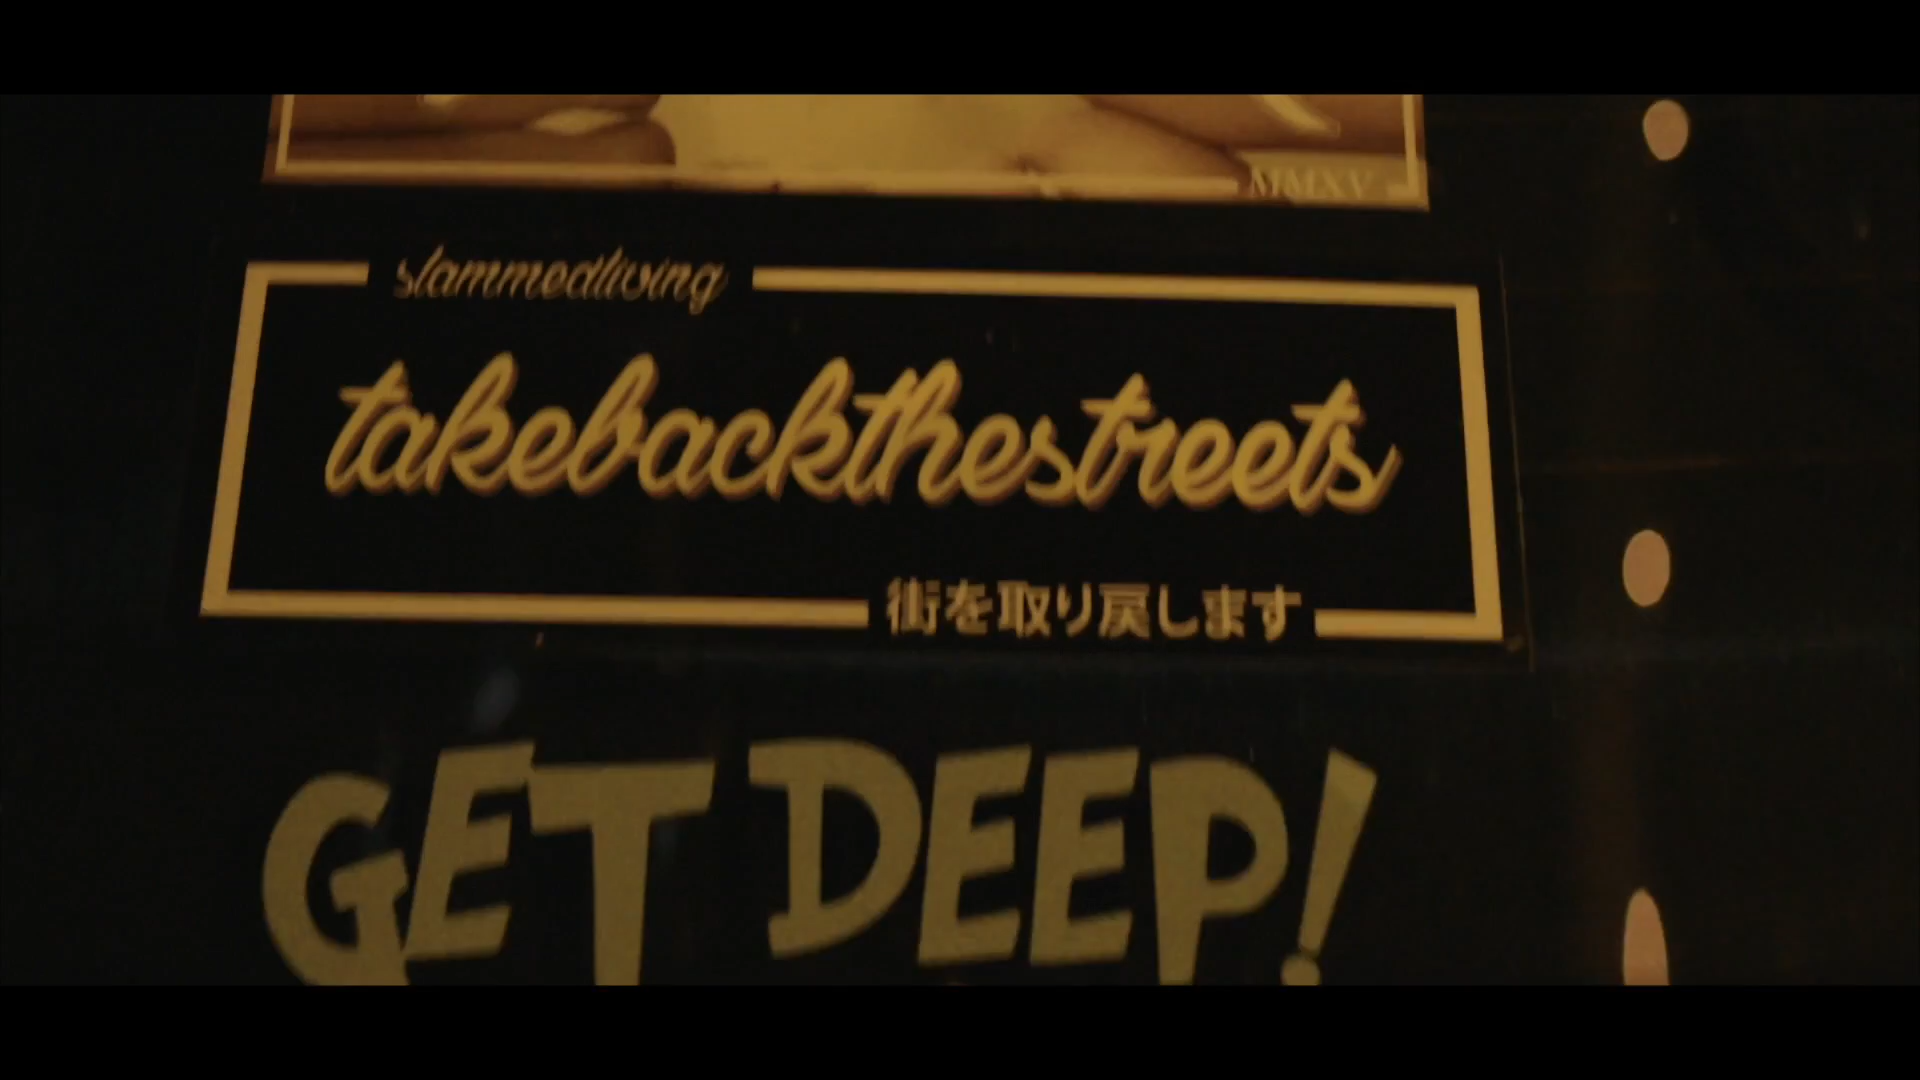 MMXV
slammedliving
takebackthestreets
街を取り戻します
GET DEEP!